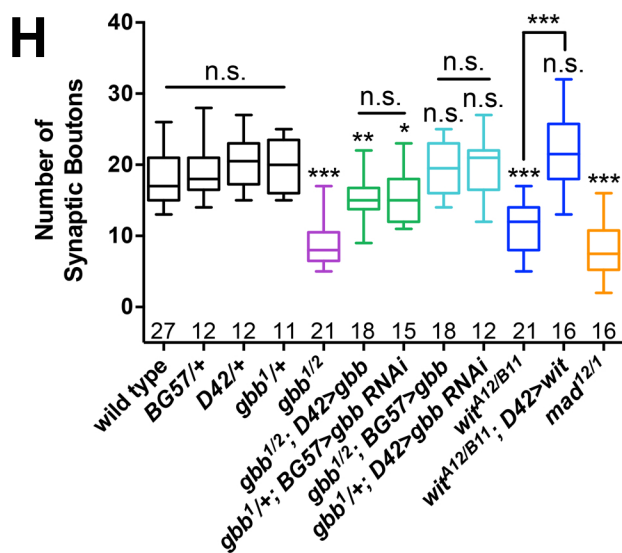 H
Number of
Synaptic Boutons
40
30
20
10
0
n.s.
***
n.s.
**
*
n.s.
n.s.
n.s.
***
***
n.s.
***
27 12 12 11 21 18 15 18 12 21 16 16
wild type
BG57/+
D42/+
gbb¹/+
gbb¹/²
gbb¹/²; D42>gbb
gbb¹/+; BG57>gbb RNAi
gbb¹/²; BG57>gbb
gbb¹/+; D42>gbb RNAi
witᴬ¹²/ᴮ¹¹
witᴬ¹²/ᴮ¹¹; D42>wit
mad¹²/¹